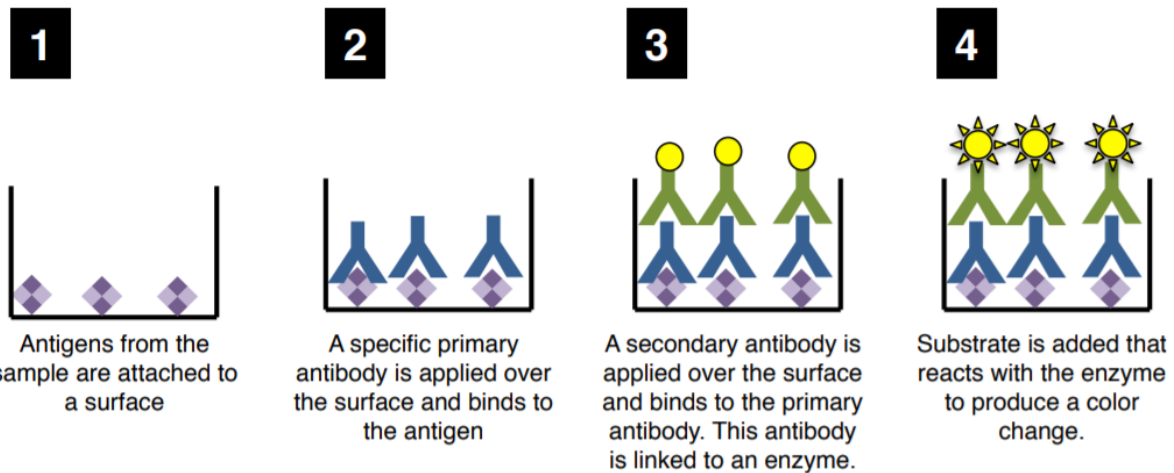 1
Antigens from the
sample are attached to
a surface
2
A specific primary
antibody is applied over
the surface and binds to
the antigen
3
A secondary antibody is
applied over the surface
and binds to the primary
antibody. This antibody
is linked to an enzyme.
4
Substrate is added that
reacts with the enzyme
to produce a color
change.